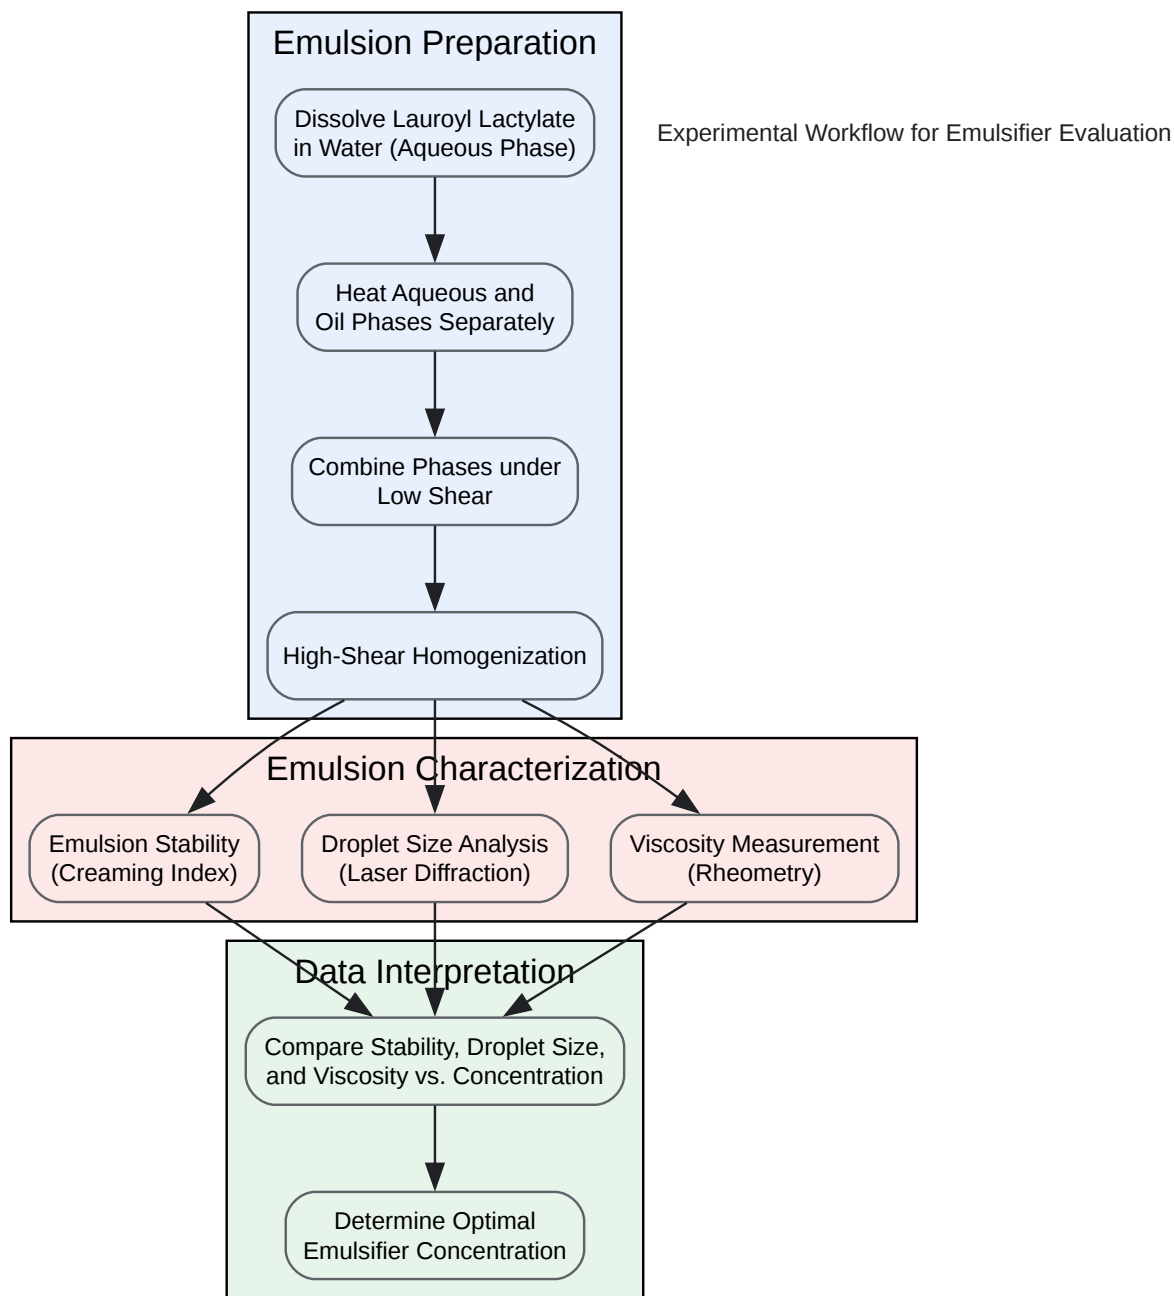 Emulsion Preparation
Dissolve Lauroyl Lactylate
in Water (Aqueous Phase)
Experimental Workflow for Emulsifier Evaluation
Heat Aqueous and
Oil Phases Separately
Combine Phases under
Low Shear
High-Shear Homogenization
Emulsion Characterization
Emulsion Stability
(Creaming Index)
Droplet Size Analysis
(Laser Diffraction)
Viscosity Measurement
(Rheometry)
Data Interpretation
Compare Stability, Droplet Size,
and Viscosity vs. Concentration
Determine Optimal
Emulsifier Concentration